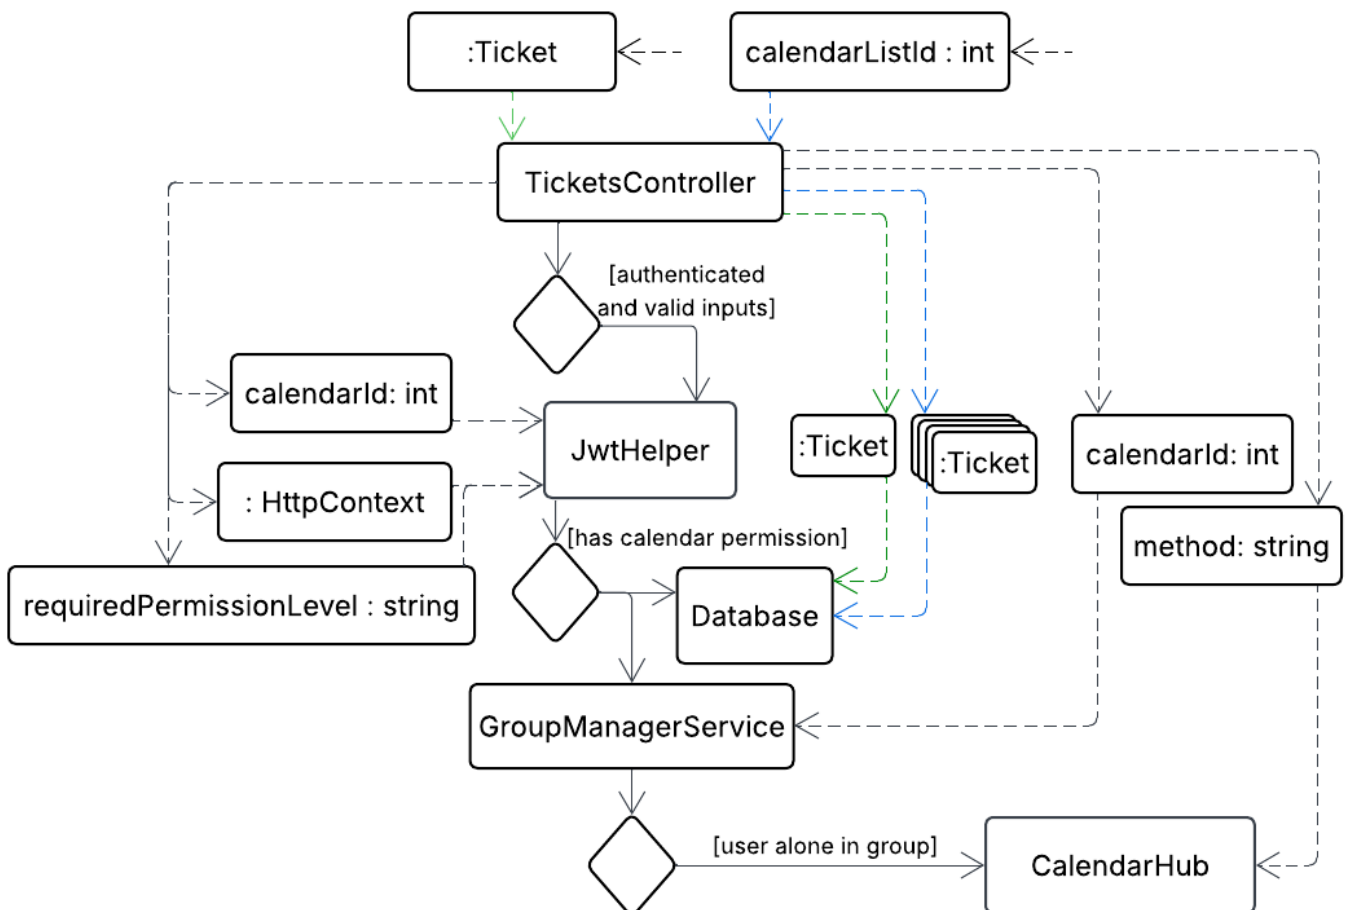 :Ticket
calendarListId : int
TicketsController
[authenticated
and valid inputs]
calendarId: int
JwtHelper
:Ticket
:Ticket
calendarId: int
: HttpContext
[has calendar permission]
method: string
requiredPermissionLevel : string
Database
GroupManagerService
[user alone in group]
CalendarHub